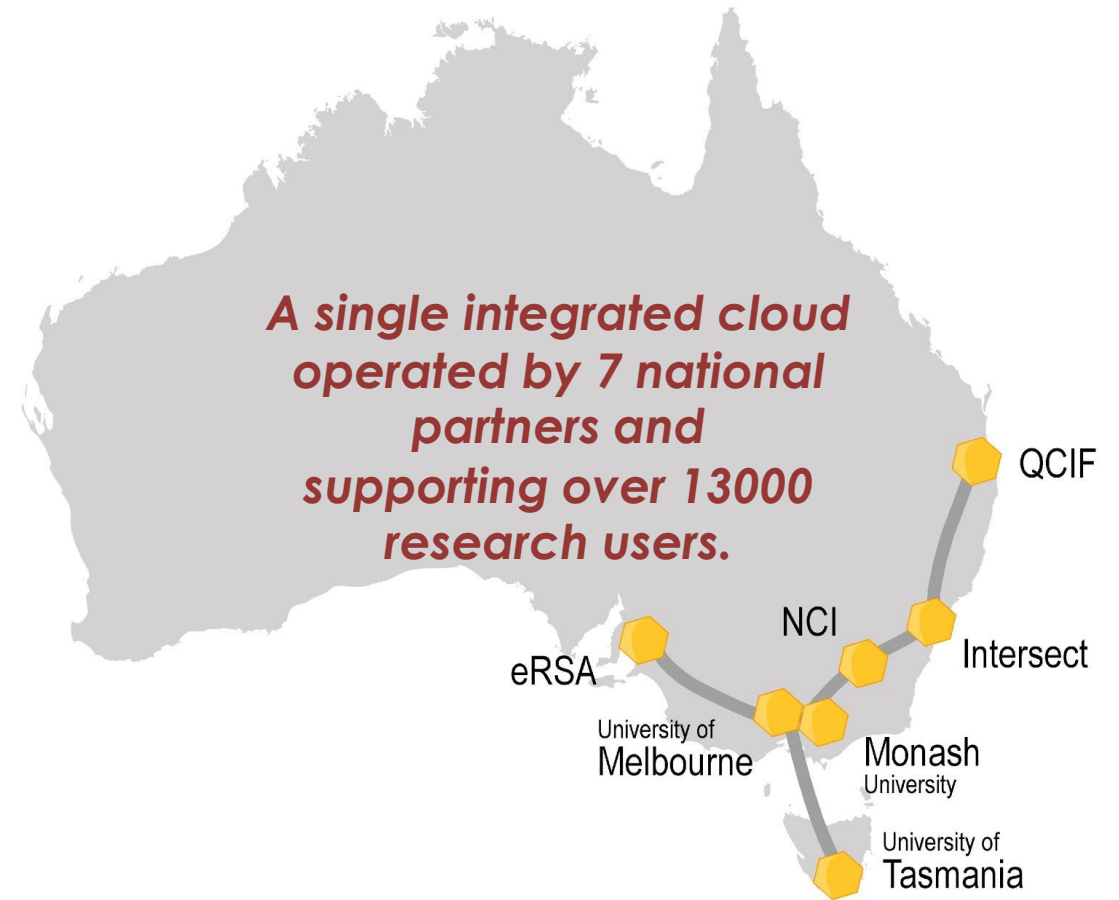 A single integrated cloud
operated by 7 national
partners and
supporting over 13000
research users.
QCIF
NCI
Intersect
eRSA
University of
Melbourne
Monash
University
University of
Tasmania